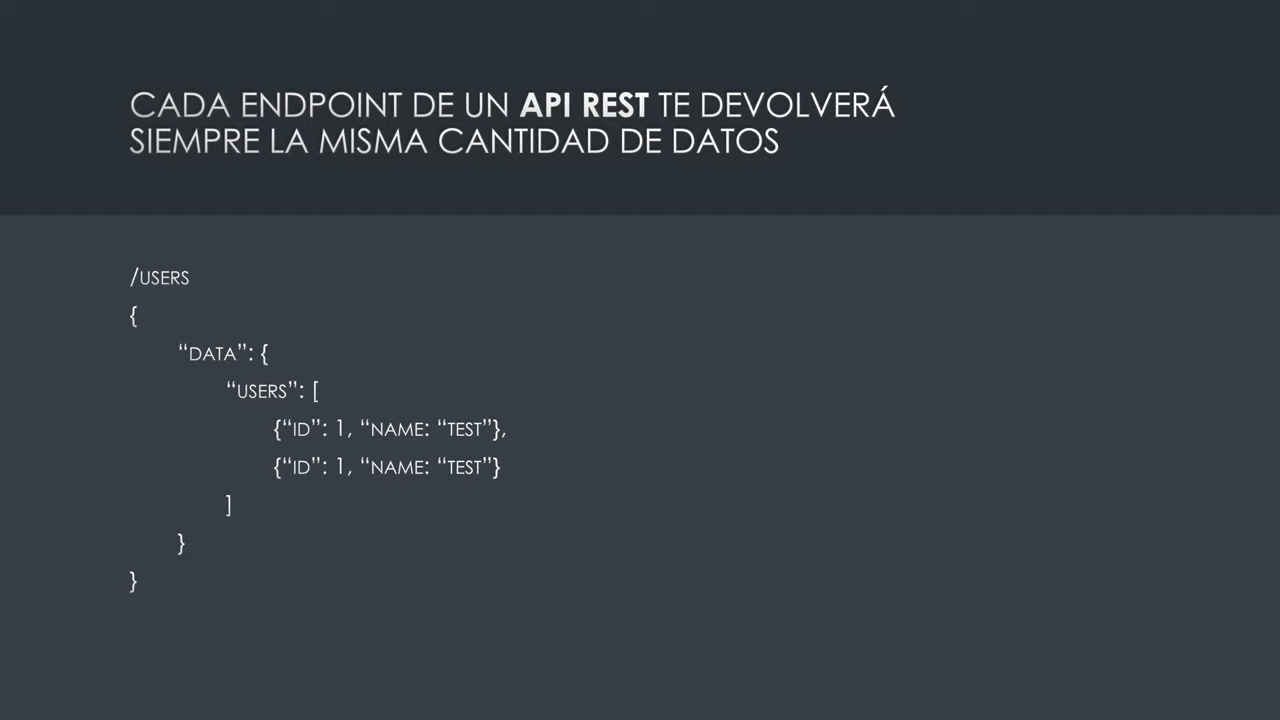 CADA ENDPOINT DE UN API REST TE DEVOLVERÁ
SIEMPRE LA MISMA CANTIDAD DE DATOS
/USERS
{
“DATA”: {
“USERS”: [
{“ID”: 1, “NAME: “TEST”},
{“ID”: 1, “NAME: “TEST”}
]
}
}